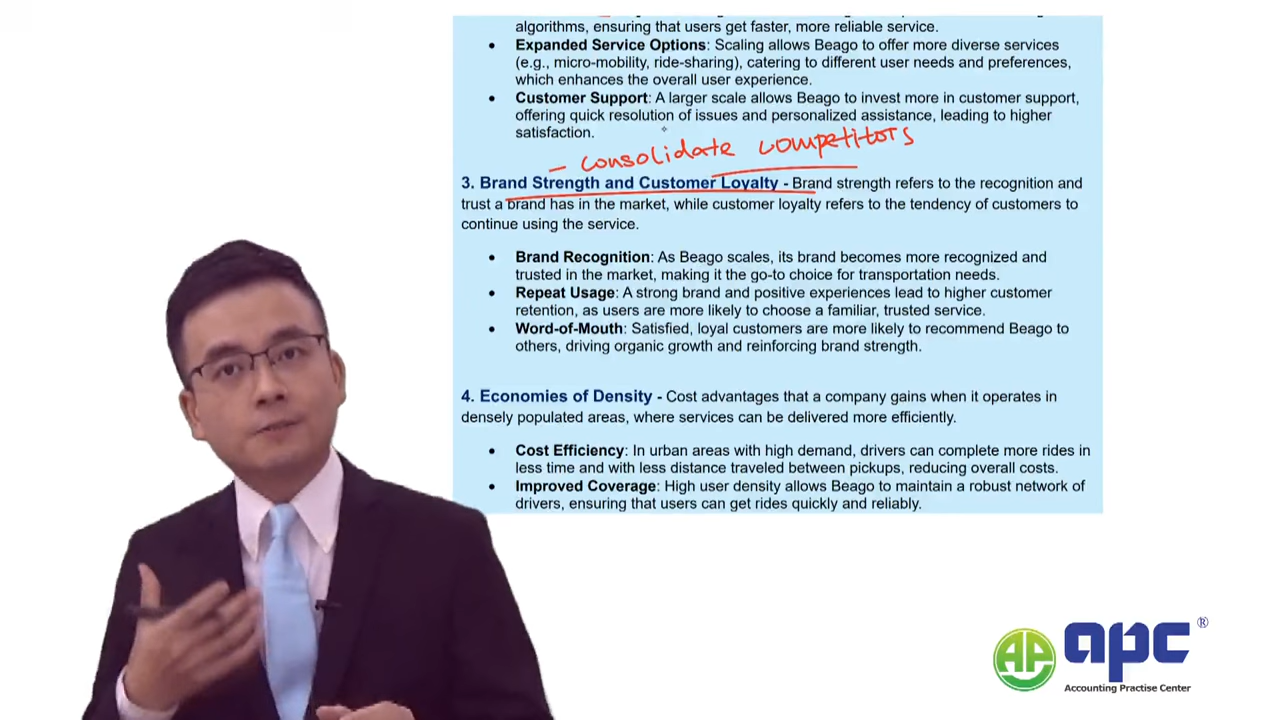 algorithms, ensuring that users get faster, more reliable service.
• Expanded Service Options: Scaling allows Beago to offer more diverse services
(e.g., micro-mobility, ride-sharing), catering to different user needs and preferences,
which enhances the overall user experience.
• Customer Support: A larger scale allows Beago to invest more in customer support,
offering quick resolution of issues and personalized assistance, leading to higher
satisfaction.
– consolidate competitors
3. Brand Strength and Customer Loyalty - Brand strength refers to the recognition and
trust a brand has in the market, while customer loyalty refers to the tendency of customers to
continue using the service.
• Brand Recognition: As Beago scales, its brand becomes more recognized and
trusted in the market, making it the go-to choice for transportation needs.
• Repeat Usage: A strong brand and positive experiences lead to higher customer
retention, as users are more likely to choose a familiar, trusted service.
• Word-of-Mouth: Satisfied, loyal customers are more likely to recommend Beago to
others, driving organic growth and reinforcing brand strength.
4. Economies of Density - Cost advantages that a company gains when it operates in
densely populated areas, where services can be delivered more efficiently.
• Cost Efficiency: In urban areas with high demand, drivers can complete more rides in
less time and with less distance traveled between pickups, reducing overall costs.
• Improved Coverage: High user density allows Beago to maintain a robust network of
drivers, ensuring that users can get rides quickly and reliably.
AP apc ®
Accounting Practise Center